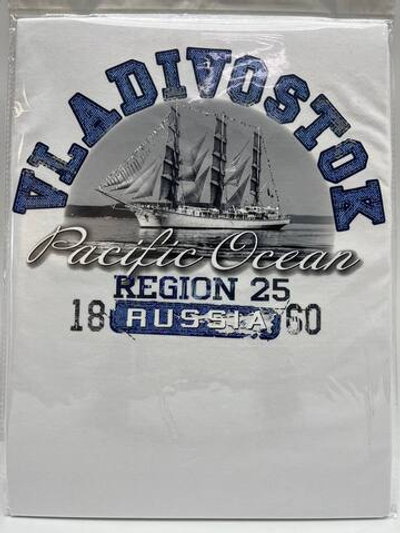 VLADIVOSTOK
Pacific Ocean
REGION 25
18 RUSSIA 60